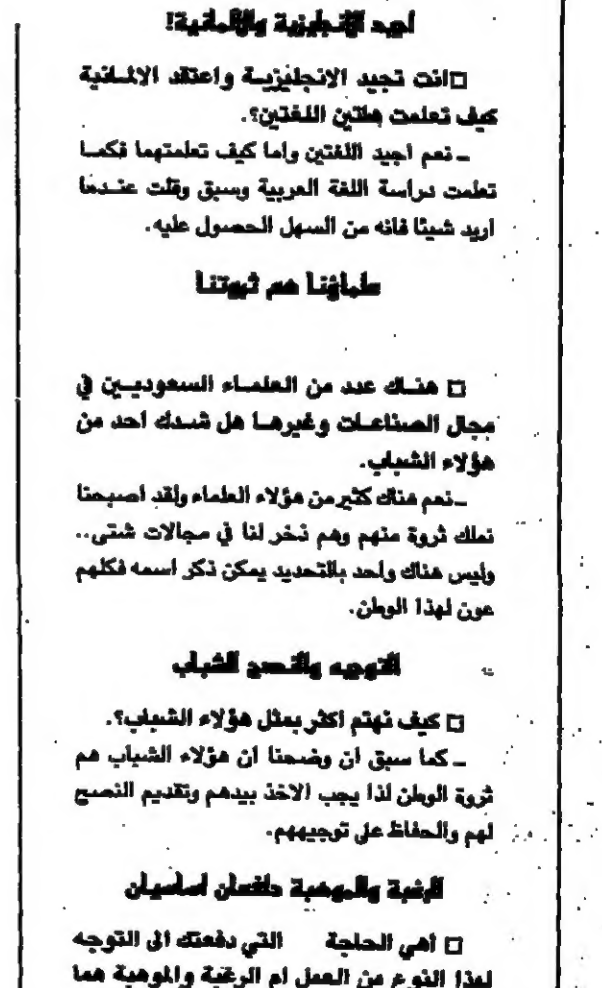 اجيد الانجليزية والالمانية!
□ انت تجيد الانجليزية واعتقد الالمانية
كيف تعلمت هاتين اللغتين؟.
ـ نعم اجيد اللغتين واما كيف تعلمتهما فكما
تعلمت دراسة اللغة العربية وسبق وقلت عندما
اريد شيئا فانه من السهل الحصول عليه.
علماؤنا هم ثروتنا
□ هناك عدد من العلماء السعوديين في
مجال الصناعات وغيرها هل شدك احد من
هؤلاء الشباب.
ـ نعم هناك كثير من هؤلاء العلماء ولقد اصبحنا
نملك ثروة منهم وهم ذخر لنا في مجالات شتى..
وليس هناك واحد بالتحديد يمكن ذكر اسمه فكلهم
عون لهذا الوطن.
التوجيه والنصح للشباب
□ كيف نهتم اكثر بمثل هؤلاء الشباب؟.
ـ كما سبق ان وضحنا ان هؤلاء الشباب هم
ثروة الوطن لذا يجب الاخذ بيدهم وتقديم النصح
لهم والحفاظ على توجيههم.
الرغبة والموهبة دافعان اساسيان
□ أهي الحاجة التي دفعتك الى التوجه
لهذا النوع من العمل ام الرغبة والموهبة هما